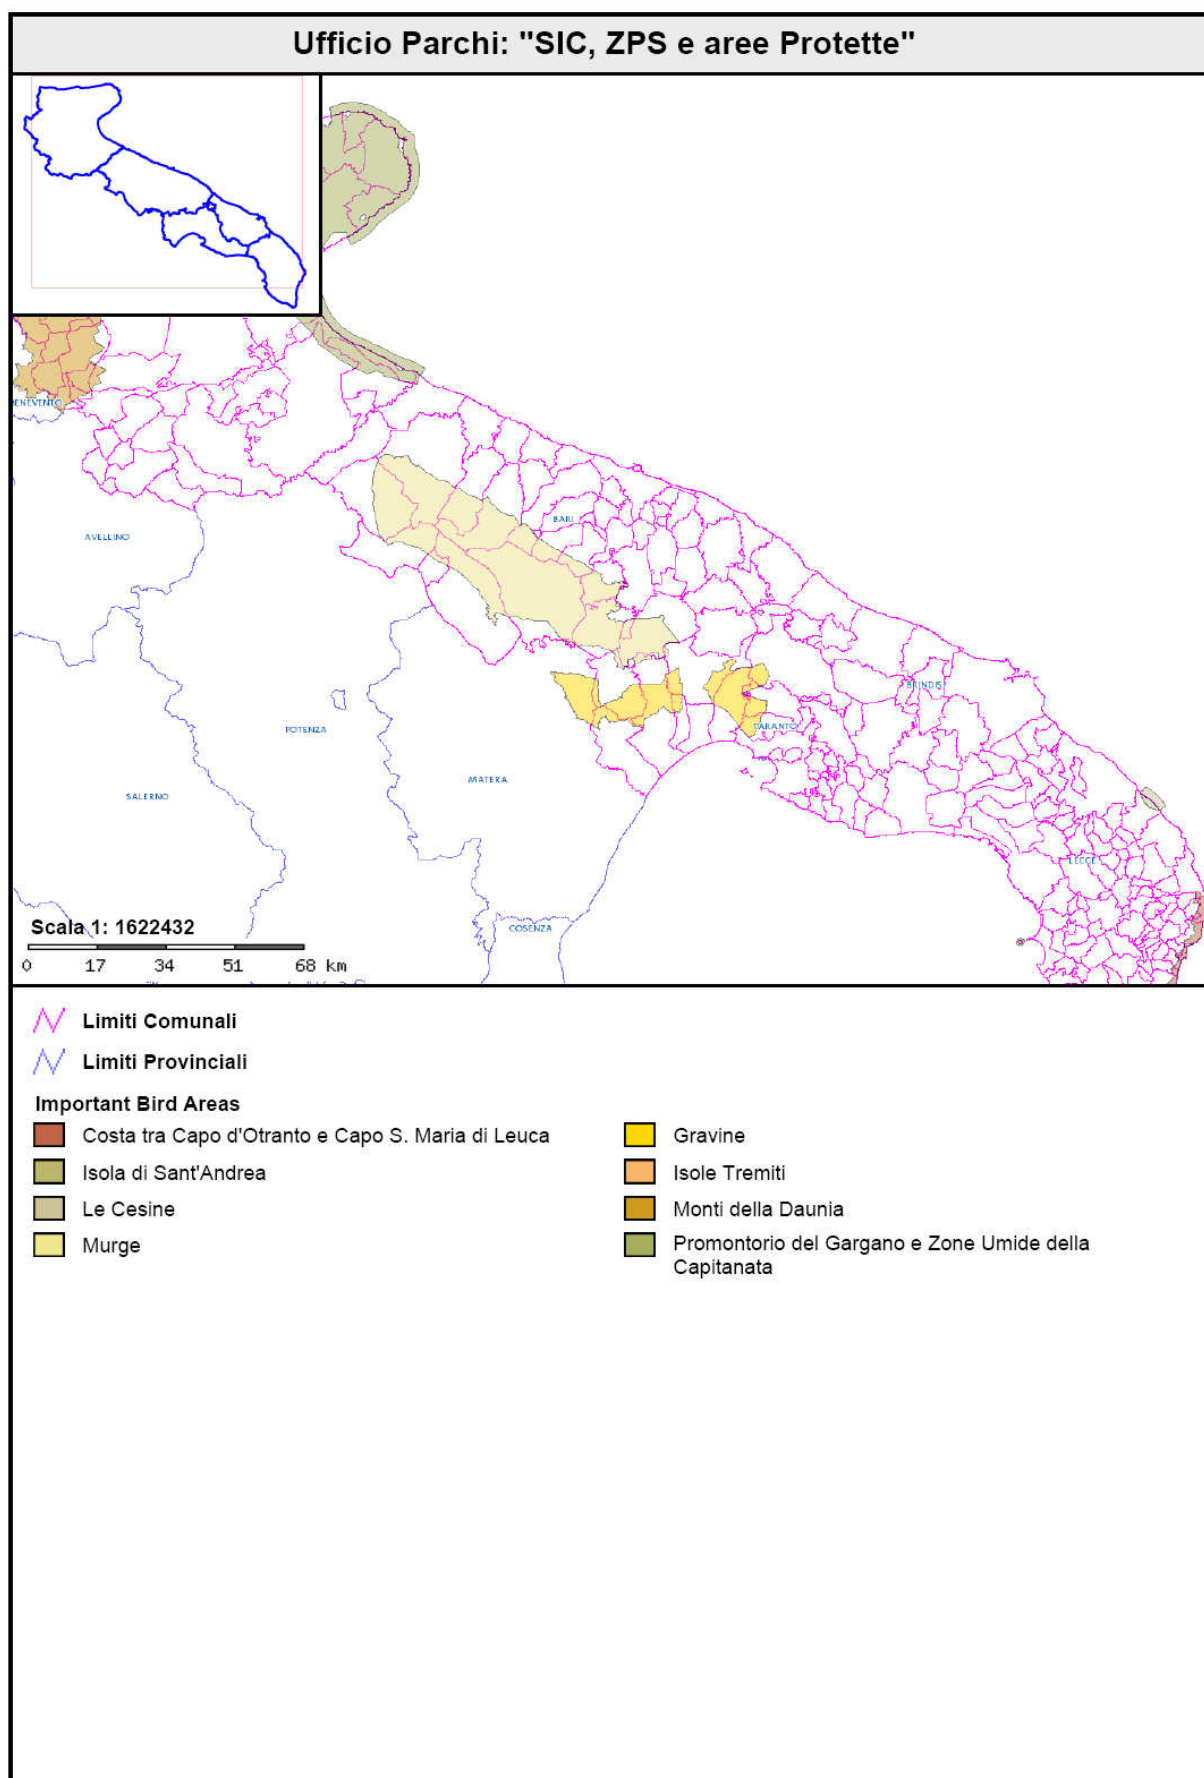 Ufficio Parchi: "SIC, ZPS e aree Protette"
ENEVENTO
AVELLINO
BARI
BRINDISI
POTENZA
TARANTO
MATERA
SALERNO
LECCE
COSENZA
Scala 1: 1622432
0 17 34 51 68 km
Limiti Comunali
Limiti Provinciali
Important Bird Areas
Costa tra Capo d'Otranto e Capo S. Maria di Leuca
Isola di Sant'Andrea
Le Cesine
Murge
Gravine
Isole Tremiti
Monti della Daunia
Promontorio del Gargano e Zone Umide della
Capitanata